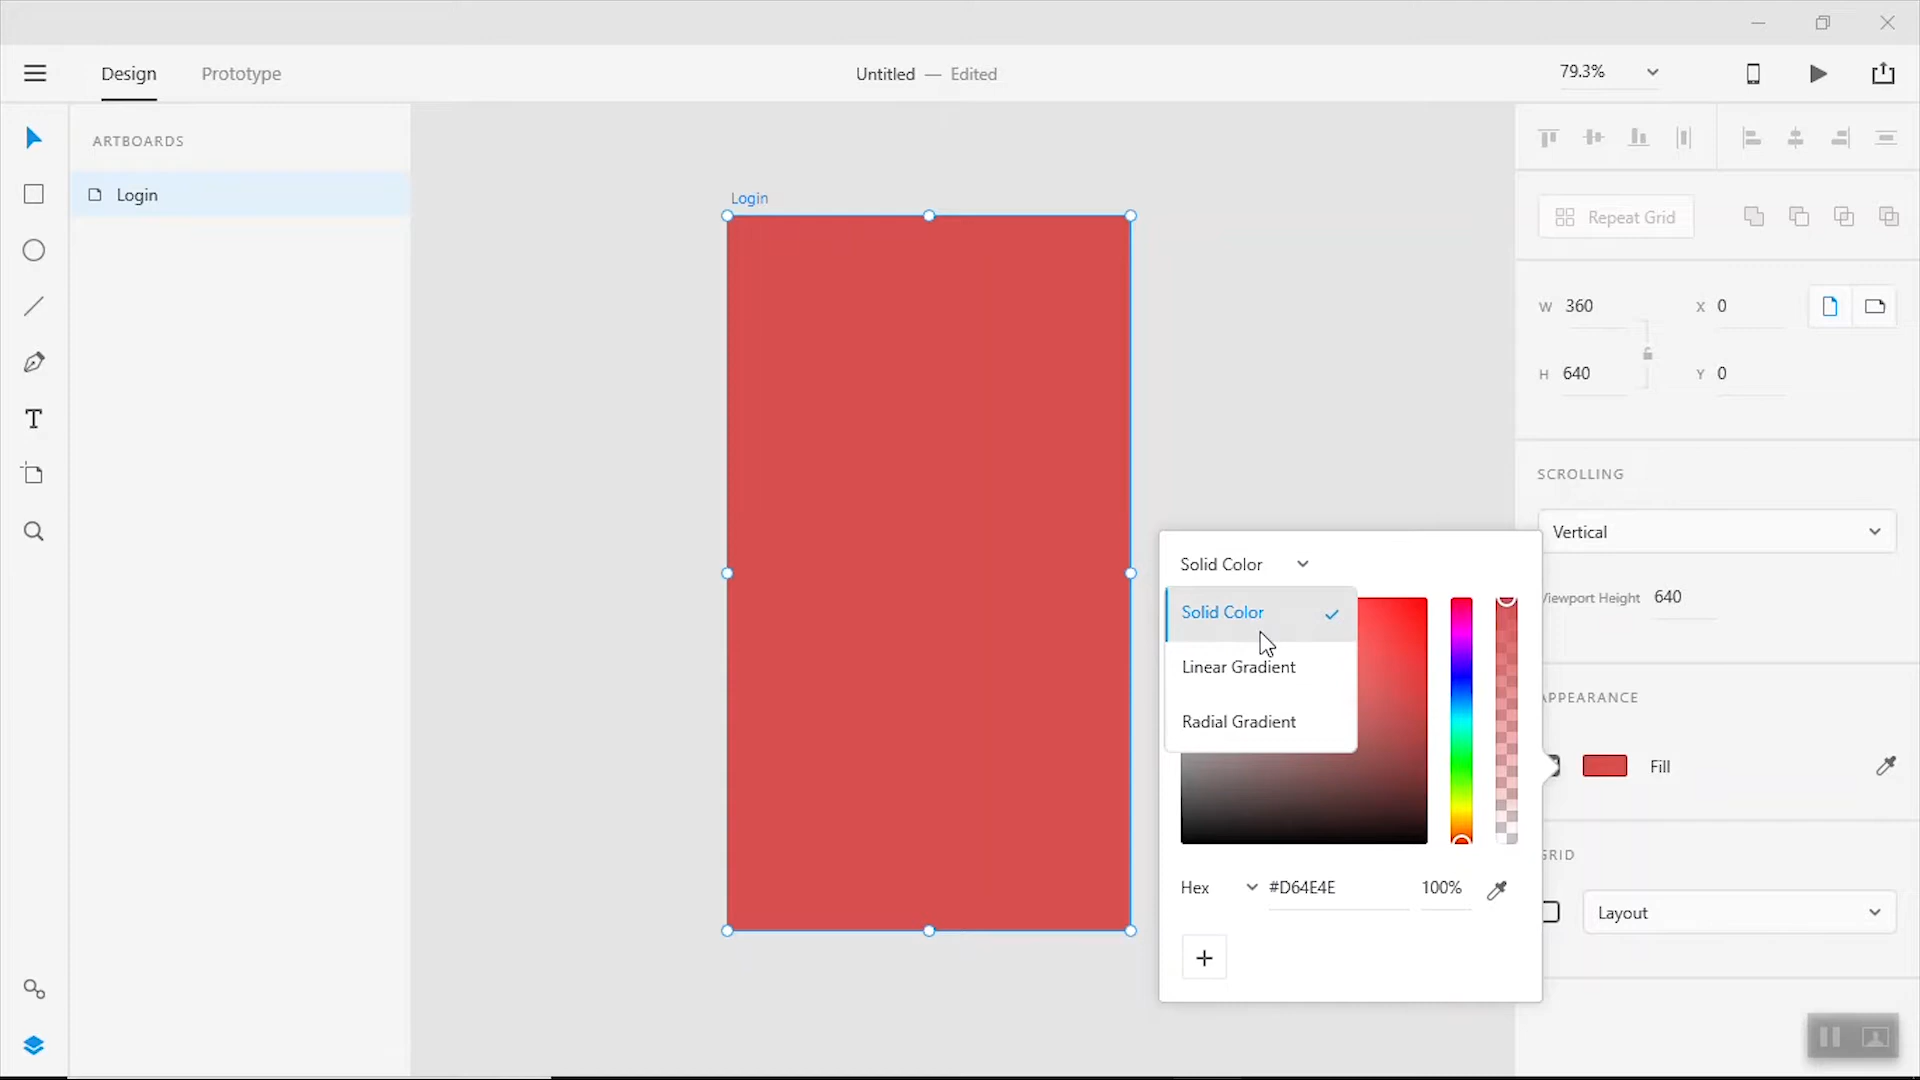 Design
Prototype
Untitled — Edited
79.3%
ARTBOARDS
Login
Login
Repeat Grid
W 360
X 0
H 640
Y 0
SCROLLING
Vertical
Viewport Height 640
Solid Color
Solid Color
Linear Gradient
Radial Gradient
APPEARANCE
Fill
Hex
#D64E4E
100%
GRID
Layout
T